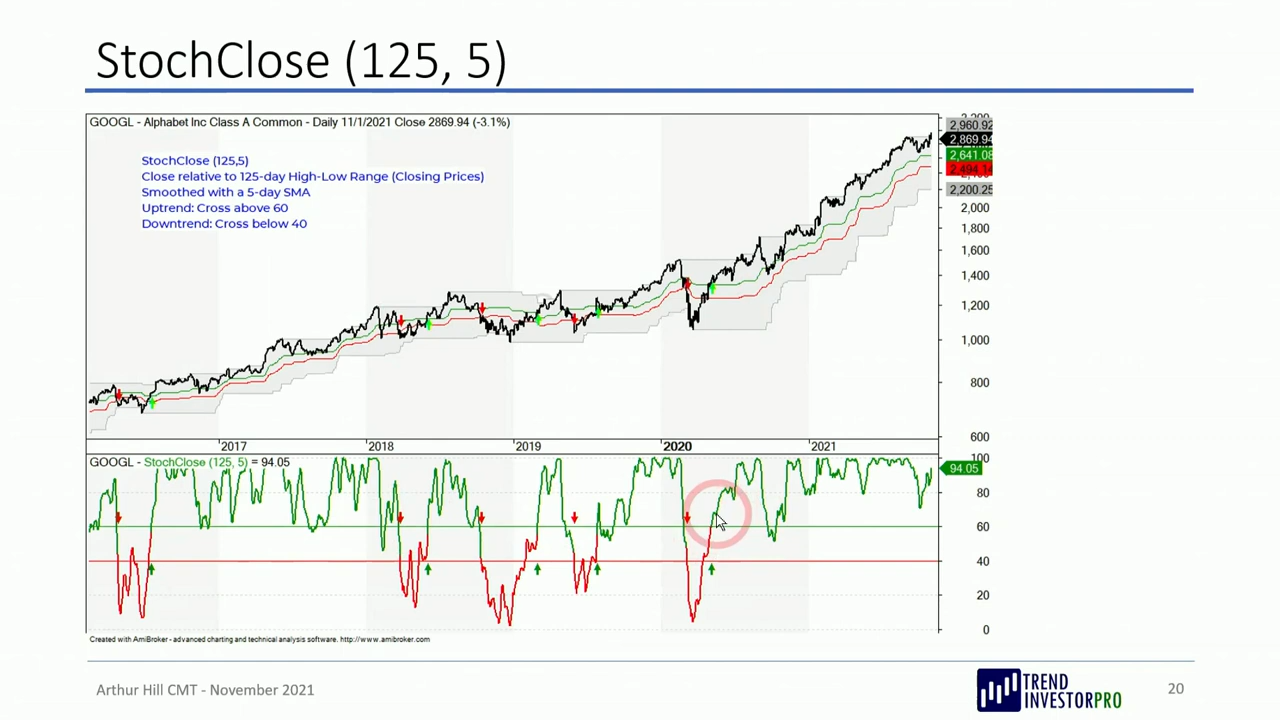 StochClose (125, 5)
GOOGL - Alphabet Inc Class A Common - Daily 11/1/2021 Close 2869.94 (-3.1%)
StochClose (125,5)
Close relative to 125-day High-Low Range (Closing Prices)
Smoothed with a 5-day SMA
Uptrend: Cross above 60
Downtrend: Cross below 40
2,960.92
2,869.94
2,641.08
2,494.14
2,200.25
2,000
1,800
1,600
1,400
1,200
1,000
800
600
2017
2018
2019
2020
2021
GOOGL - StochClose (125, 5) = 94.05
100
94.05
80
60
40
20
0
Created with AmiBroker - advanced charting and technical analysis software. http://www.amibroker.com
Arthur Hill CMT - November 2021
TREND
INVESTORPRO
20